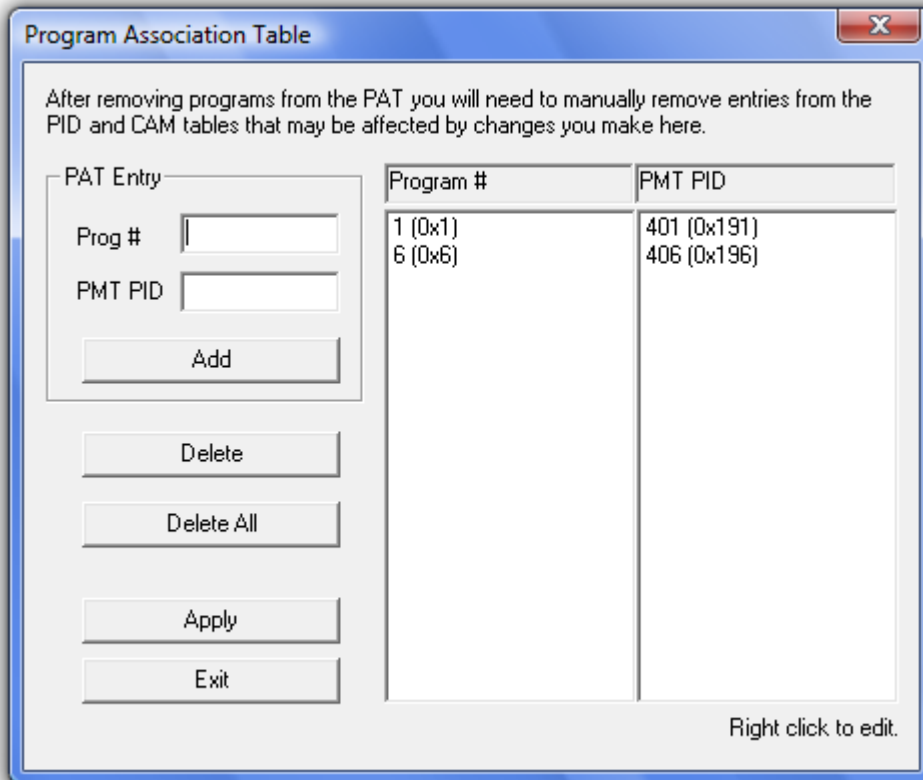 Program Association Table
After removing programs from the PAT you will need to manually remove entries from the
PID and CAM tables that may be affected by changes you make here.
PAT Entry
Prog #
PMT PID
Add
Delete
Delete All
Apply
Exit
Program # PMT PID
1 (0x1) 401 (0x191)
6 (0x6) 406 (0x196)
Right click to edit.